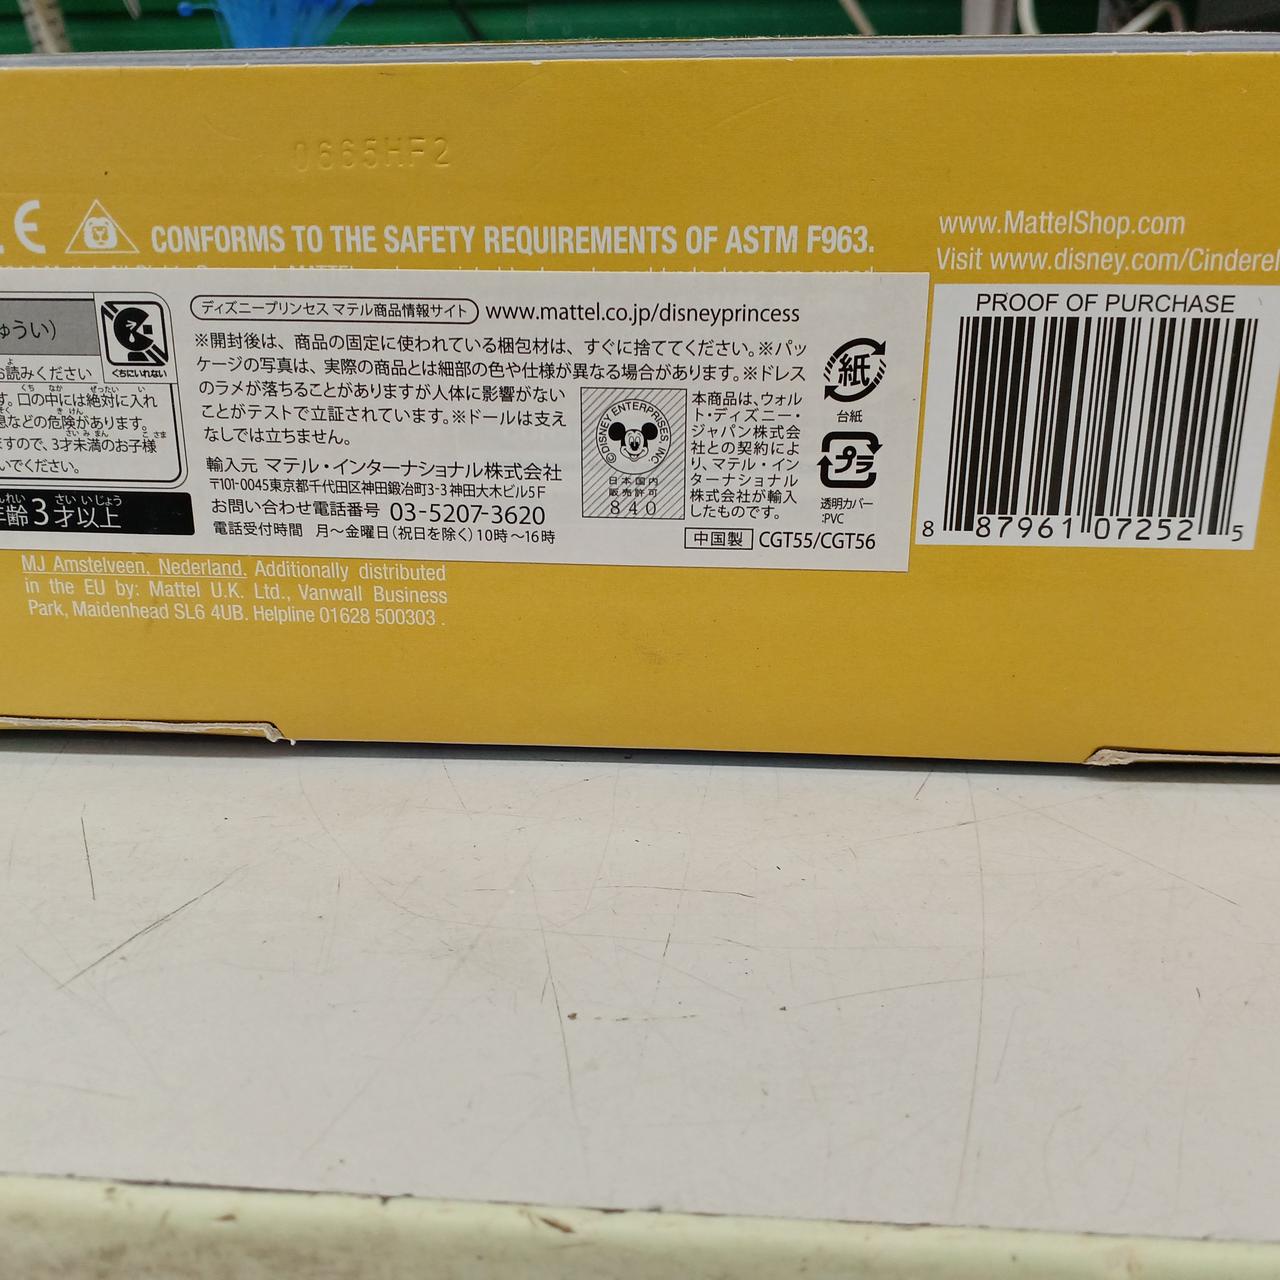 0665HF2
CE
CONFORMS TO THE SAFETY REQUIREMENTS OF ASTM F963.
www.MattelShop.com
Visit www.disney.com/Cinderel
PROOF OF PURCHASE
8 87961 07252 5
ゅうい)
くちにいれない
お読みください
す。口の中には絶対に入れ
息などの危険があります。
ますので、3才未満のお子様
いでください。
年齢3才以上
ディズニープリンセス マテル商品情報サイト www.mattel.co.jp/disneyprincess
※開封後は、商品の固定に使われている梱包材は、すぐに捨ててください。※パッ
ケージの写真は、実際の商品とは細部の色や仕様が異なる場合があります。※ドレス
のラメが落ちることがありますが人体に影響がない
ことがテストで立証されています。※ドールは支え
なしでは立ちません。
輸入元 マテル・インターナショナル株式会社
〒101-0045東京都千代田区神田鍛冶町3-3 神田大木ビル5F
お問い合わせ電話番号 03-5207-3620
電話受付時間 月〜金曜日(祝日を除く)10時〜16時
©DISNEY ENTERPRISES, INC.
日本国内
販売許可
840
本商品は、ウォル
ト・ディズニー・
ジャパン株式会
社との契約によ
り、マテル・イン
ターナショナル
株式会社が輸入
したものです。
中国製 CGT55/CGT56
紙
台紙
プラ
透明カバー
:PVC
MJ Amstelveen, Nederland. Additionally distributed
in the EU by: Mattel U.K. Ltd., Vanwall Business
Park, Maidenhead SL6 4UB. Helpline 01628 500303 .